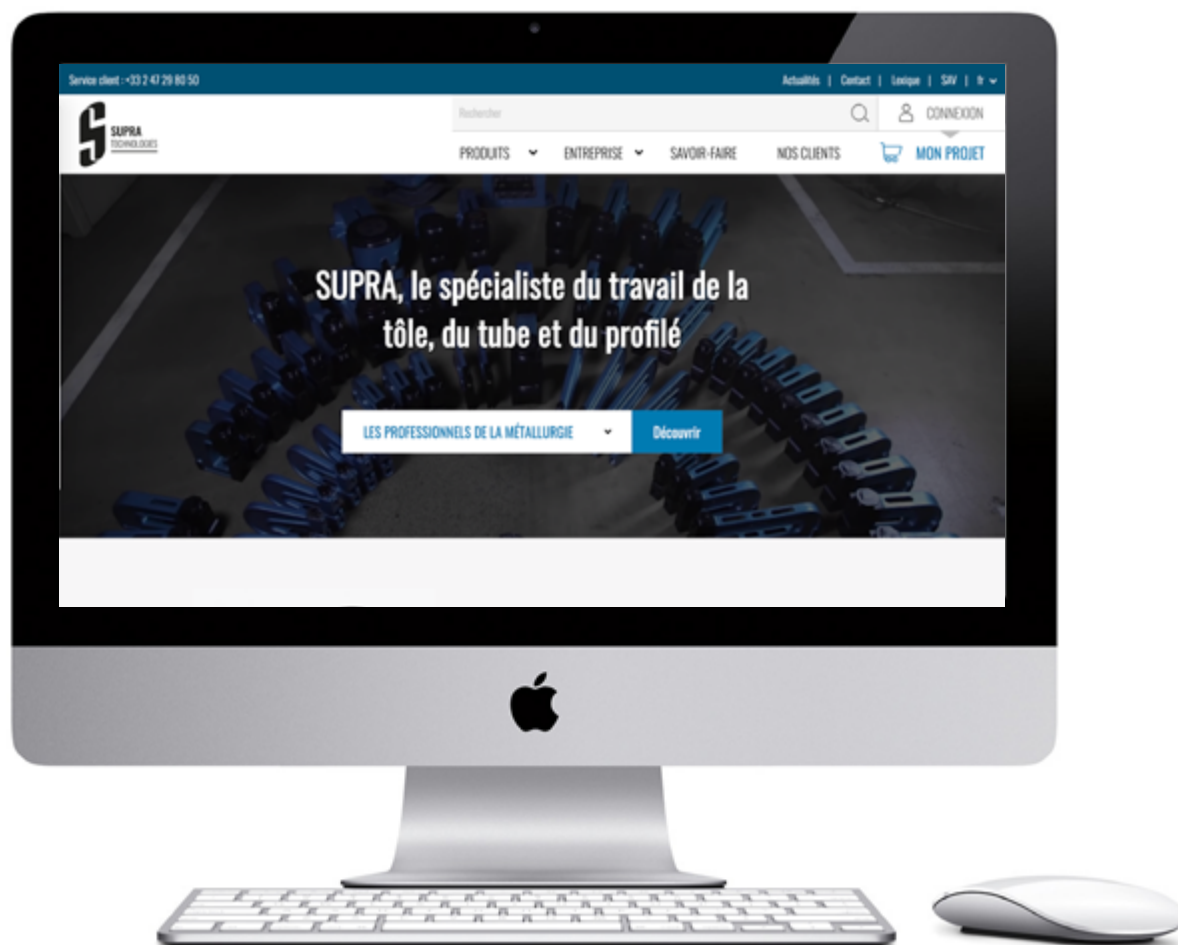 Service client : +33 2 47 29 80 50
Actualités | Contact | Lexique | SAV | fr
SUPRA
TECHNOLOGIES
Rechercher
CONNEXION
PRODUITS ENTREPRISE SAVOIR-FAIRE NOS CLIENTS MON PROJET
SUPRA, le spécialiste du travail de la
tôle, du tube et du profilé
LES PROFESSIONNELS DE LA MÉTALLURGIE
Découvrir